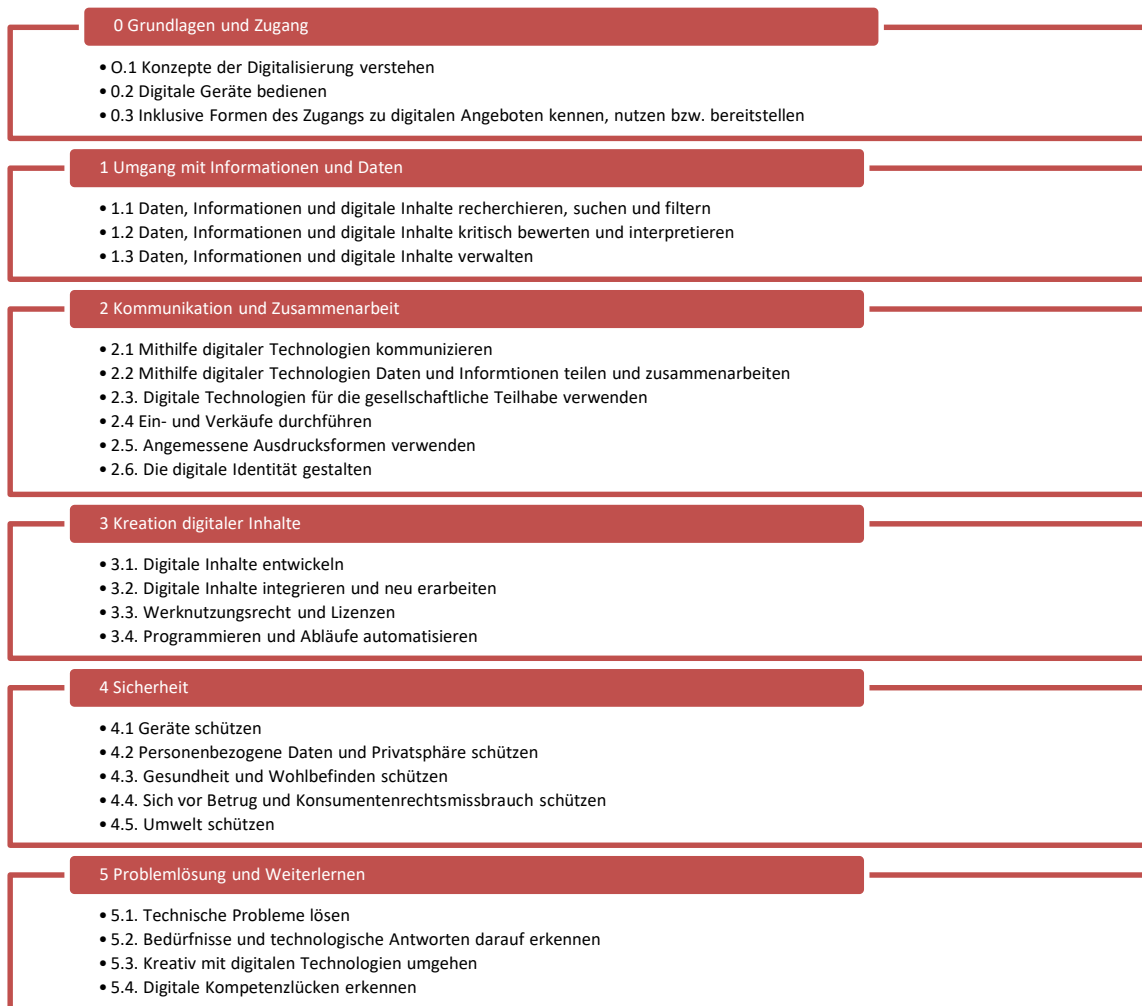 0 Grundlagen und Zugang
• O.1 Konzepte der Digitalisierung verstehen
• 0.2 Digitale Geräte bedienen
• 0.3 Inklusive Formen des Zugangs zu digitalen Angeboten kennen, nutzen bzw. bereitstellen
1 Umgang mit Informationen und Daten
• 1.1 Daten, Informationen und digitale Inhalte recherchieren, suchen und filtern
• 1.2 Daten, Informationen und digitale Inhalte kritisch bewerten und interpretieren
• 1.3 Daten, Informationen und digitale Inhalte verwalten
2 Kommunikation und Zusammenarbeit
• 2.1 Mithilfe digitaler Technologien kommunizieren
• 2.2 Mithilfe digitaler Technologien Daten und Informtionen teilen und zusammenarbeiten
• 2.3. Digitale Technologien für die gesellschaftliche Teilhabe verwenden
• 2.4 Ein- und Verkäufe durchführen
• 2.5. Angemessene Ausdrucksformen verwenden
• 2.6. Die digitale Identität gestalten
3 Kreation digitaler Inhalte
• 3.1. Digitale Inhalte entwickeln
• 3.2. Digitale Inhalte integrieren und neu erarbeiten
• 3.3. Werknutzungsrecht und Lizenzen
• 3.4. Programmieren und Abläufe automatisieren
4 Sicherheit
• 4.1 Geräte schützen
• 4.2 Personenbezogene Daten und Privatsphäre schützen
• 4.3. Gesundheit und Wohlbefinden schützen
• 4.4. Sich vor Betrug und Konsumentenrechtsmissbrauch schützen
• 4.5. Umwelt schützen
5 Problemlösung und Weiterlernen
• 5.1. Technische Probleme lösen
• 5.2. Bedürfnisse und technologische Antworten darauf erkennen
• 5.3. Kreativ mit digitalen Technologien umgehen
• 5.4. Digitale Kompetenzlücken erkennen